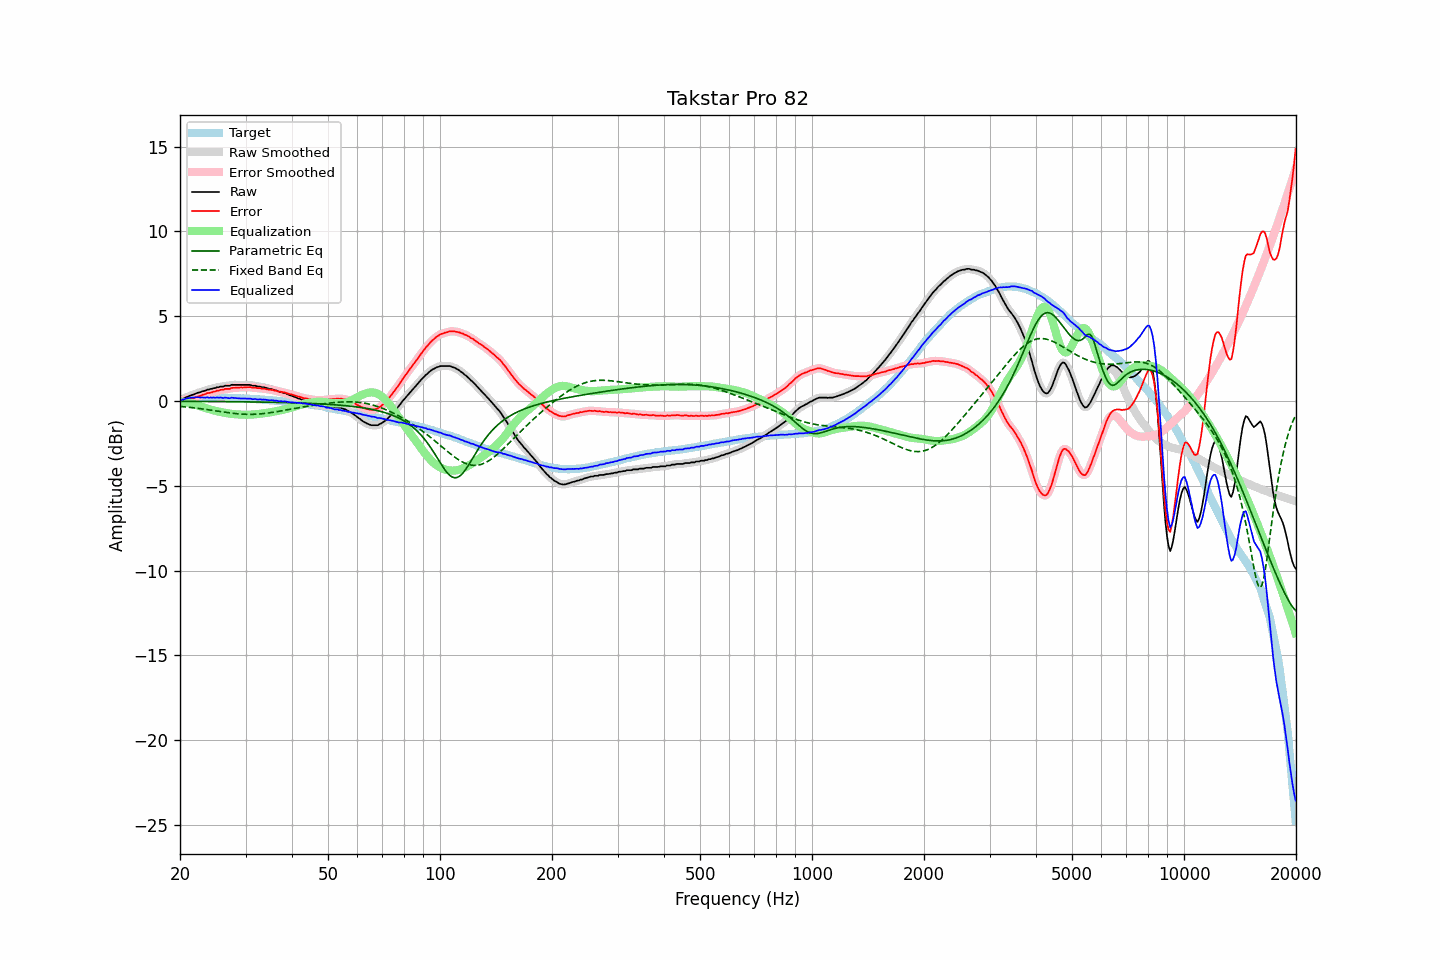 Takstar Pro 82
Target
Raw Smoothed
Error Smoothed
Raw
Error
Equalization
Parametric Eq
Fixed Band Eq
Equalized
15
10
5
0
−5
−10
−15
−20
−25
Amplitude (dBr)
20
50
100
200
500
1000
2000
5000
10000
20000
Frequency (Hz)